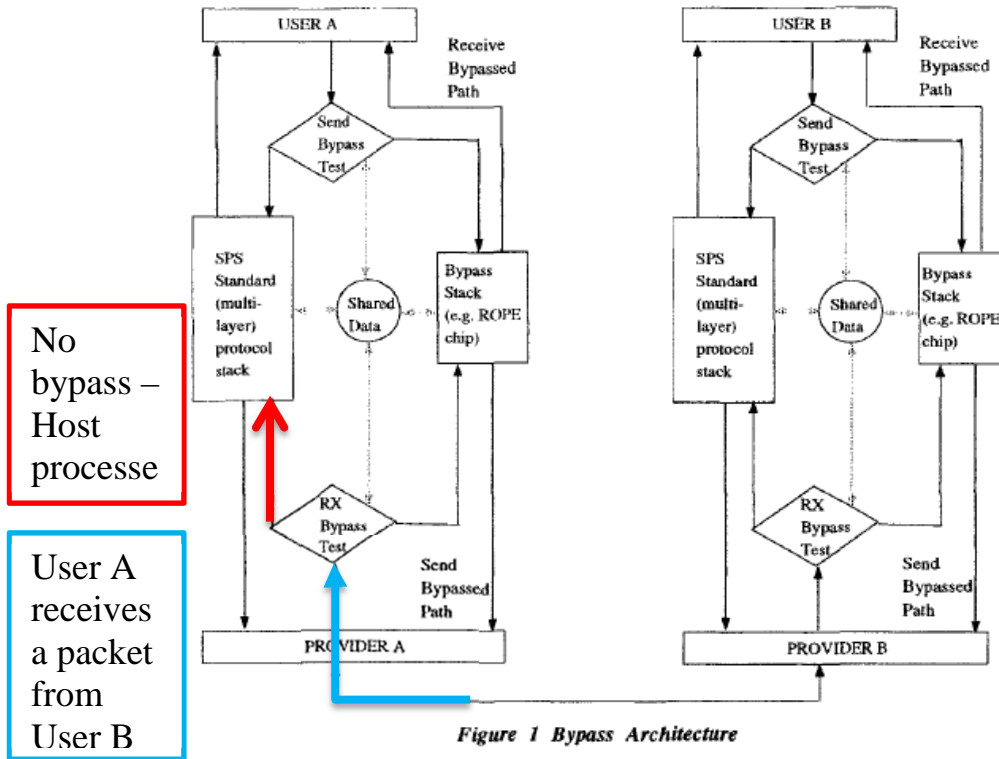 USER A
Receive
Bypassed
Path
Send
Bypass
Test
SPS
Standard
(multi-
layer)
protocol
stack
Shared
Data
Bypass
Stack
(e.g. ROPE
chip)
RX
Bypass
Test
Send
Bypassed
Path
PROVIDER A
USER B
Receive
Bypassed
Path
Send
Bypass
Test
SPS
Standard
(multi-
layer)
protocol
stack
Shared
Data
Bypass
Stack
(e.g. ROPE
chip)
RX
Bypass
Test
Send
Bypassed
Path
PROVIDER B
No
bypass –
Host
processe
User A
receives
a packet
from
User B
Figure 1 Bypass Architecture